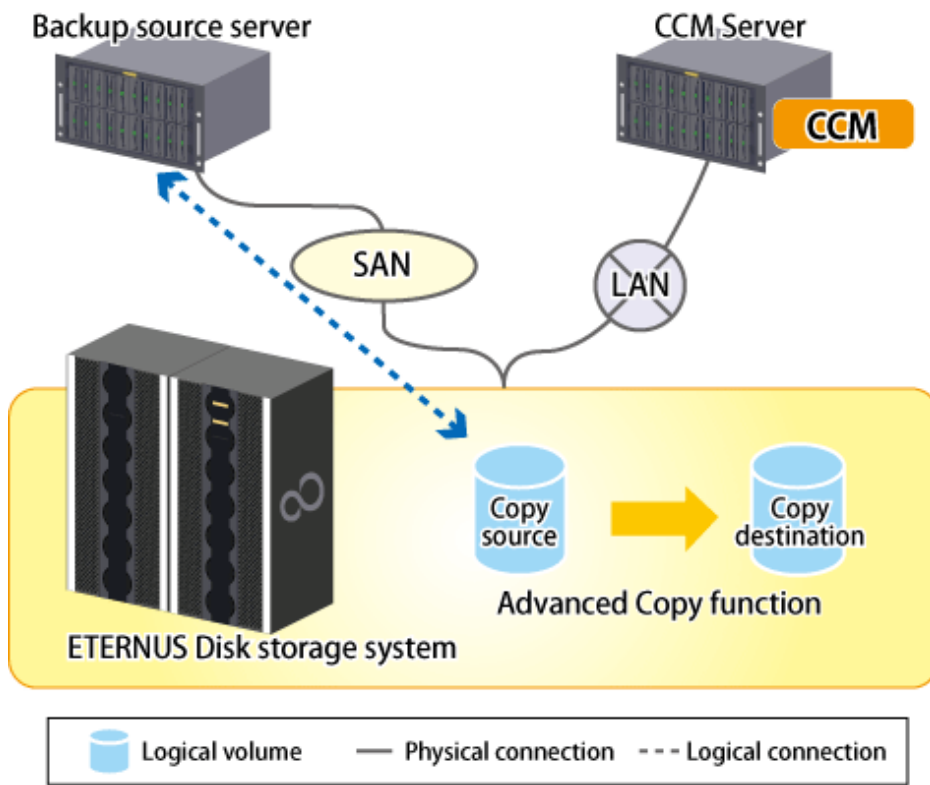 Backup source server
CCM Server
CCM
SAN
LAN
Copy
source
Copy
destination
Advanced Copy function
ETERNUS Disk storage system
Logical volume
Physical connection
Logical connection